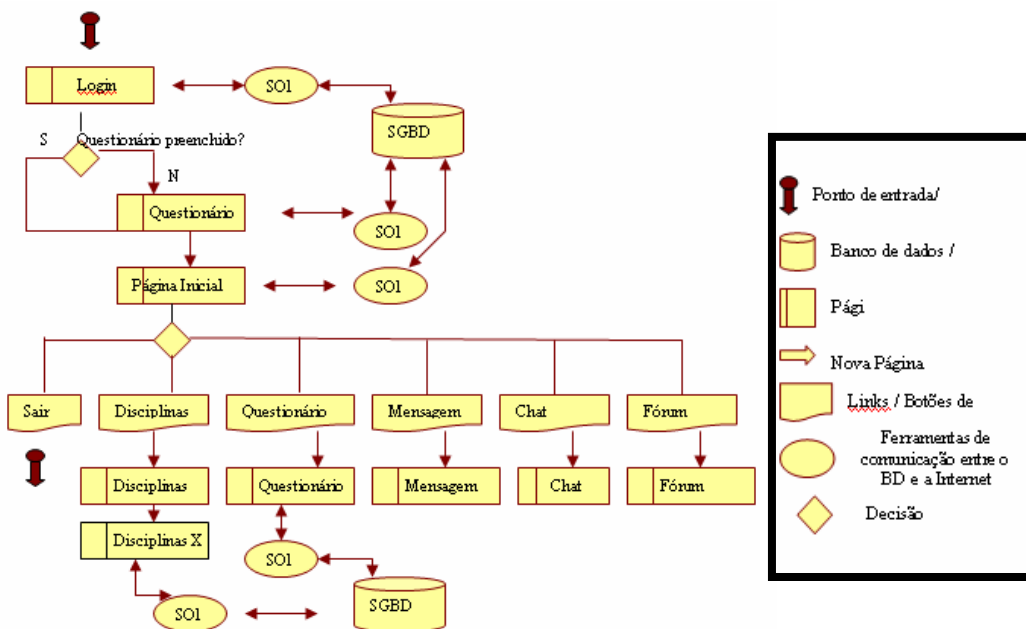 Login
SO1
SGBD
S
Questionário preenchido?
N
Questionário
SO1
Página Inicial
SO1
Sair
Disciplinas
Questionário
Mensagem
Chat
Fórum
Disciplinas
Questionário
Mensagem
Chat
Fórum
Disciplinas X
SO1
SGBD
SO1
Ponto de entrada/
Banco de dados /
Pági
Nova Página
Links / Botões de
Ferramentas de
comunicação entre o
BD e a Internet
Decisão